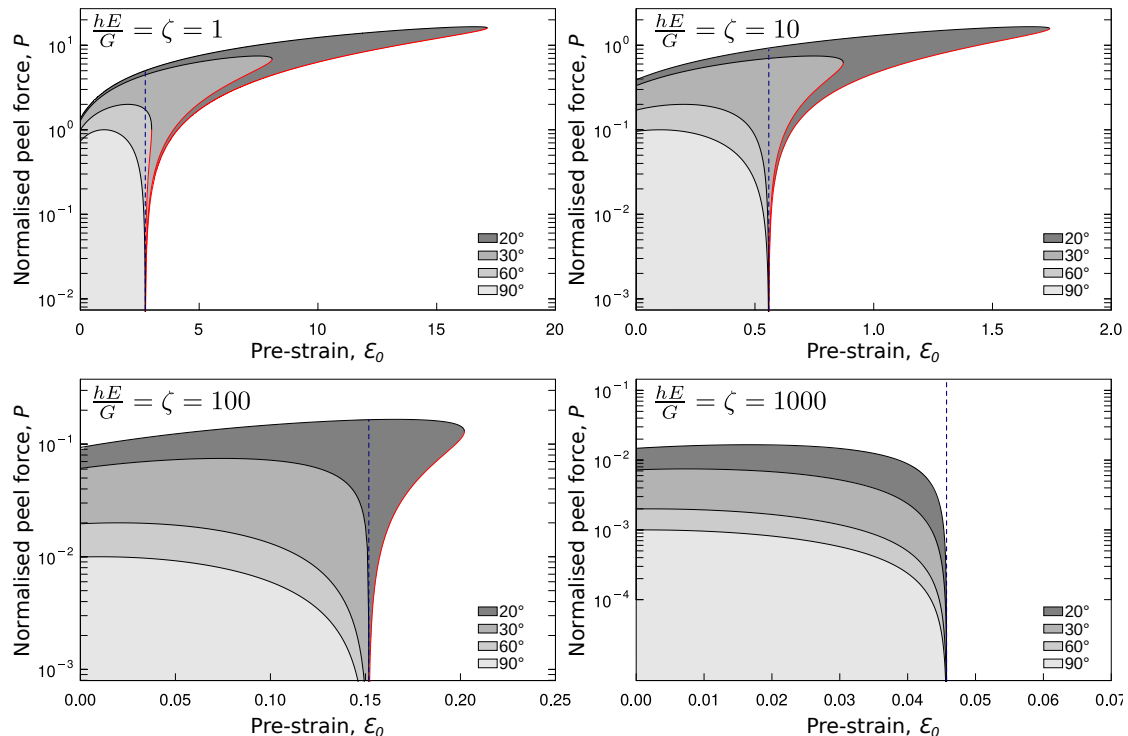 hE/G = ζ = 1
Normalised peel force, P
10¹
10⁰
10⁻¹
10⁻²
20°
30°
60°
90°
0 5 10 15 20
Pre-strain, ε₀
hE/G = ζ = 10
Normalised peel force, P
10⁰
10⁻¹
10⁻²
10⁻³
20°
30°
60°
90°
0.0 0.5 1.0 1.5 2.0
Pre-strain, ε₀
hE/G = ζ = 100
Normalised peel force, P
10⁻¹
10⁻²
10⁻³
20°
30°
60°
90°
0.00 0.05 0.10 0.15 0.20 0.25
Pre-strain, ε₀
hE/G = ζ = 1000
Normalised peel force, P
10⁻¹
10⁻²
10⁻³
10⁻⁴
20°
30°
60°
90°
0.00 0.01 0.02 0.03 0.04 0.05 0.06 0.07
Pre-strain, ε₀